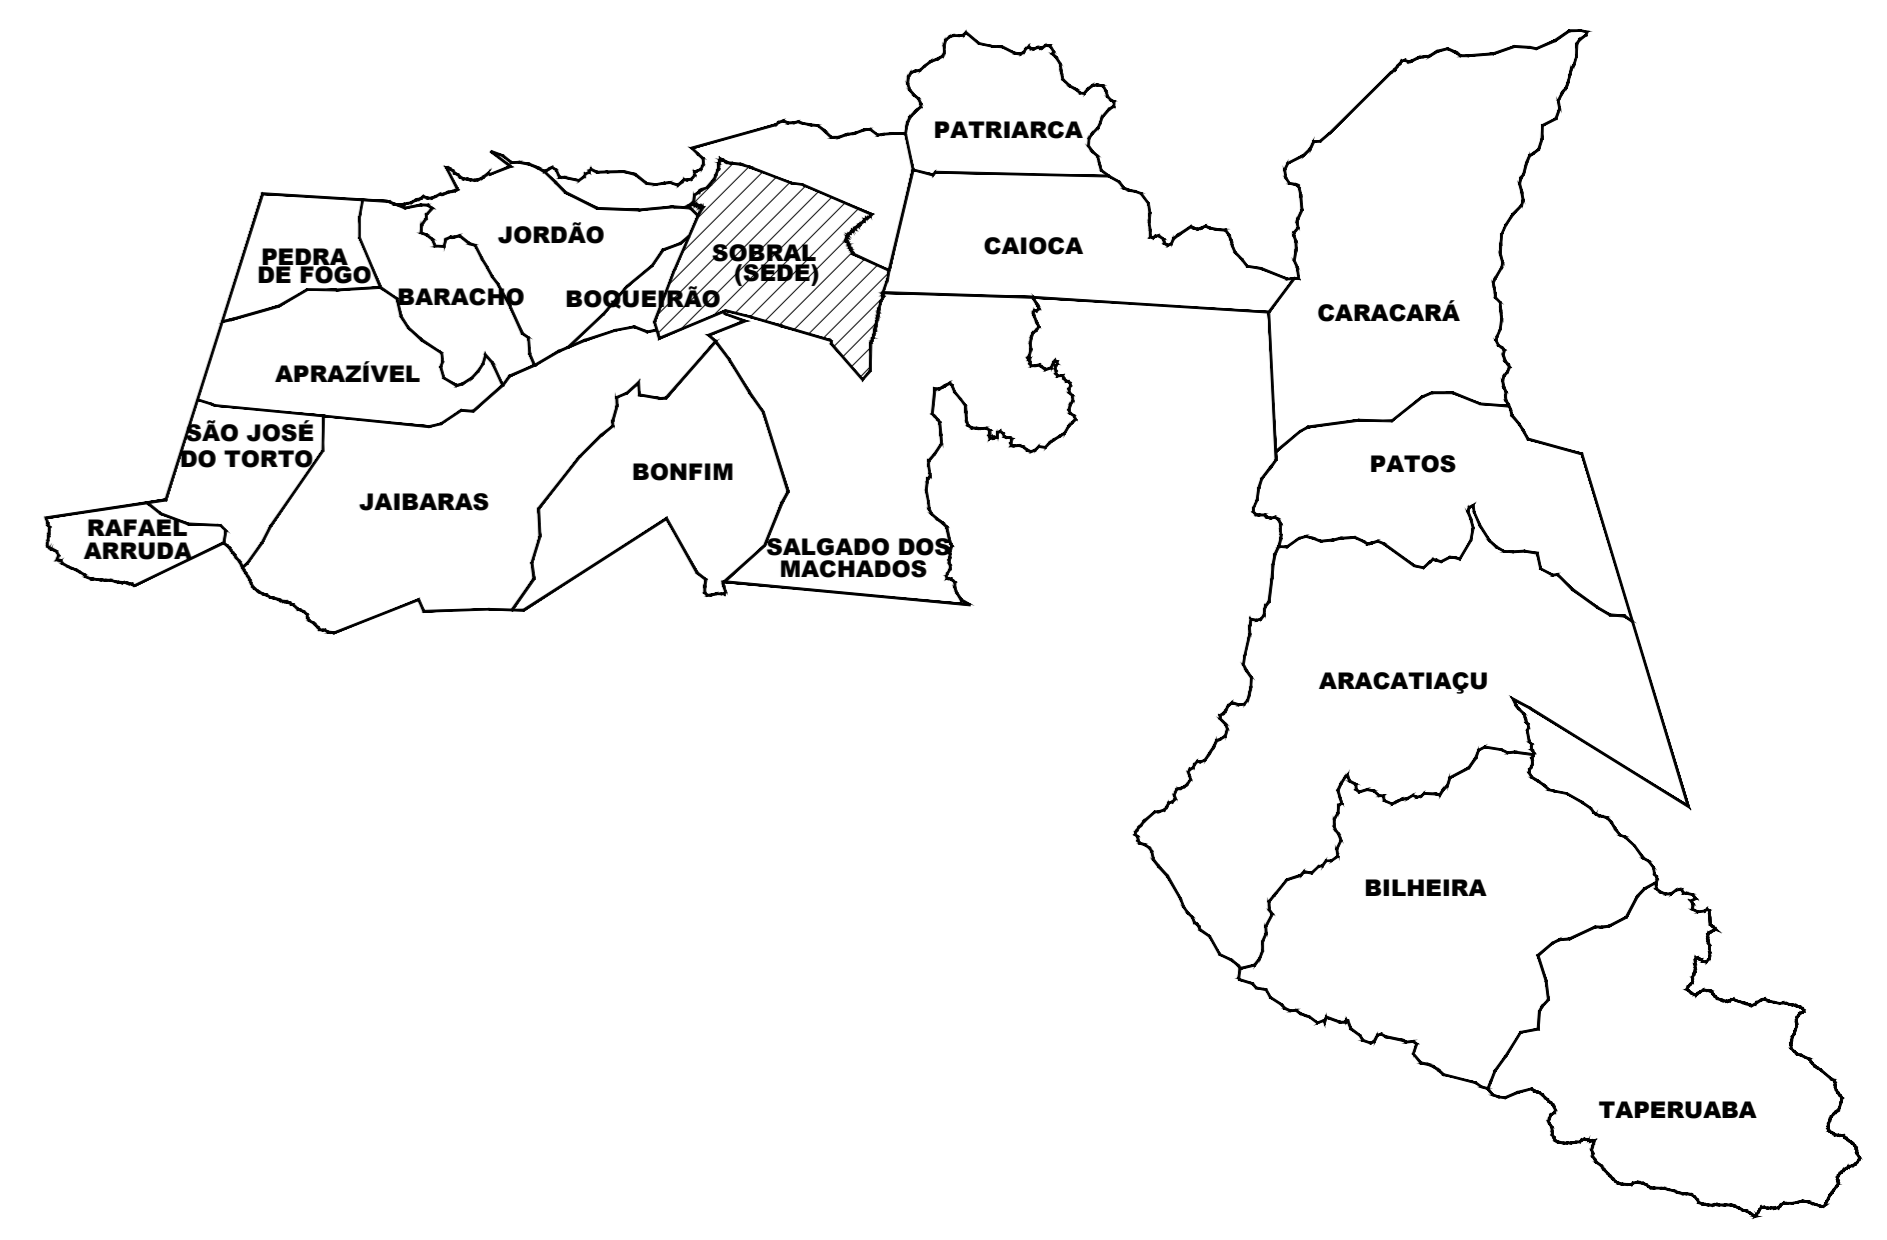 PATRIARCA
JORDÃO
CAIOCA
PEDRA
DE FOGO
SOBRAL
(SEDE)
BARACHO
BOQUEIRÃO
CARACARÁ
APRAZÍVEL
SÃO JOSÉ
DO TORTO
PATOS
BONFIM
JAIBARAS
RAFAEL
ARRUDA
SALGADO DOS
MACHADOS
ARACATIAÇU
BILHEIRA
TAPERUABA